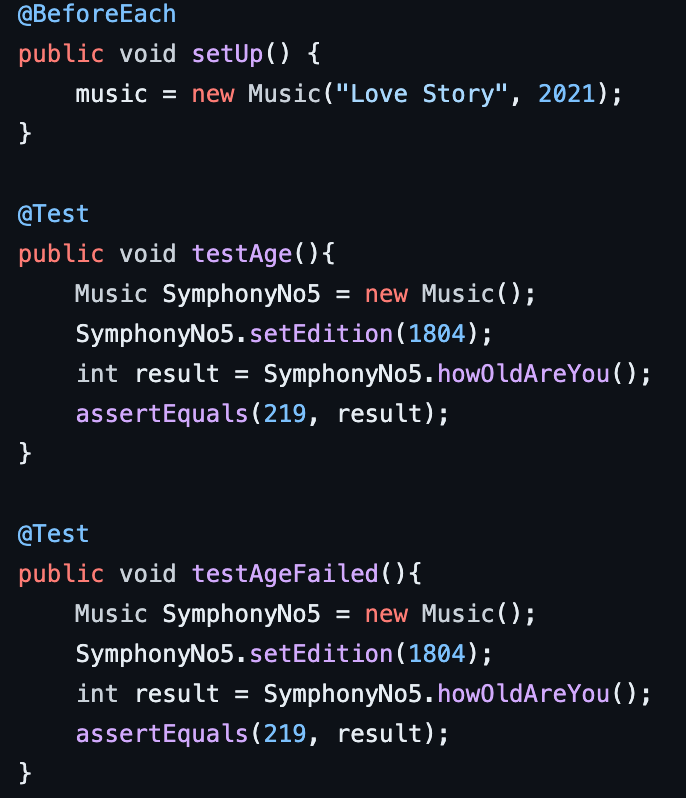 @BeforeEach
public void setUp() {
    music = new Music("Love Story", 2021);
}

@Test
public void testAge(){
    Music SymphonyNo5 = new Music();
    SymphonyNo5.setEdition(1804);
    int result = SymphonyNo5.howOldAreYou();
    assertEquals(219, result);
}

@Test
public void testAgeFailed(){
    Music SymphonyNo5 = new Music();
    SymphonyNo5.setEdition(1804);
    int result = SymphonyNo5.howOldAreYou();
    assertEquals(219, result);
}